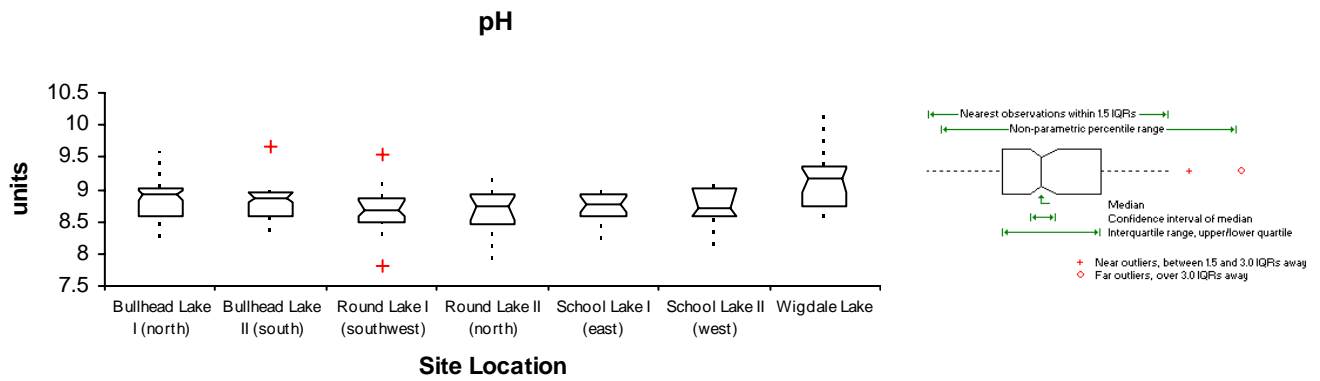 pH
units
10.5
10
9.5
9
8.5
8
7.5
Bullhead Lake I (north)
Bullhead Lake II (south)
Round Lake I (southwest)
Round Lake II (north)
School Lake I (east)
School Lake II (west)
Wigdale Lake
Site Location
Nearest observations within 1.5 IQRs
Non-parametric percentile range
Median
Confidence interval of median
Interquartile range, upper/lower quartile
+ Near outliers, between 1.5 and 3.0 IQRs away
Far outliers, over 3.0 IQRs away